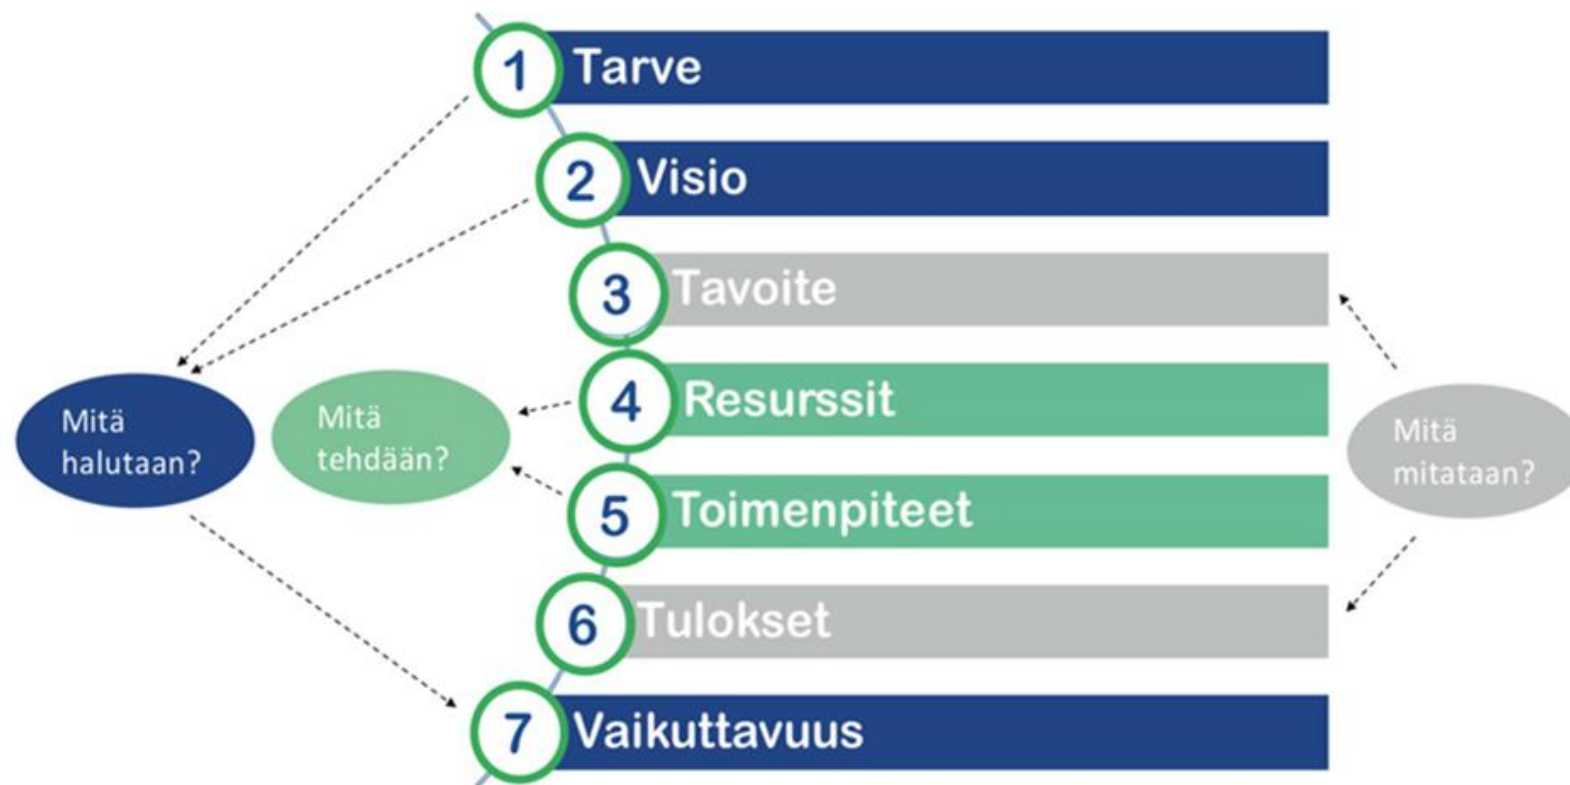 1 Tarve
2 Visio
3 Tavoite
4 Resurssit
5 Toimenpiteet
6 Tulokset
7 Vaikuttavuus
Mitä
halutaan?
Mitä
tehdään?
Mitä
mitataan?